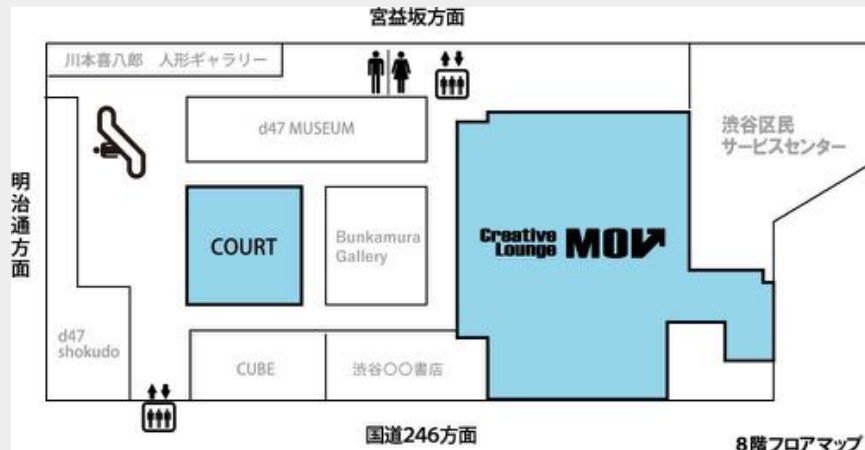 宮益坂方面
川本喜八郎 人形ギャラリー
d47 MUSEUM
渋谷区民
サービスセンター
明治通方面
COURT
Bunkamura
Gallery
Creative
Lounge MOV
d47
shokudo
CUBE
渋谷〇〇書店
国道246方面
8階フロアマップ